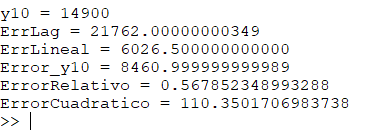 y10 = 14900
ErrLag = 21762.00000000349
ErrLineal = 6026.500000000000
Error_y10 = 8460.999999999989
ErrorRelativo = 0.567852348993288
ErrorCuadratico = 110.3501706983738
>> |